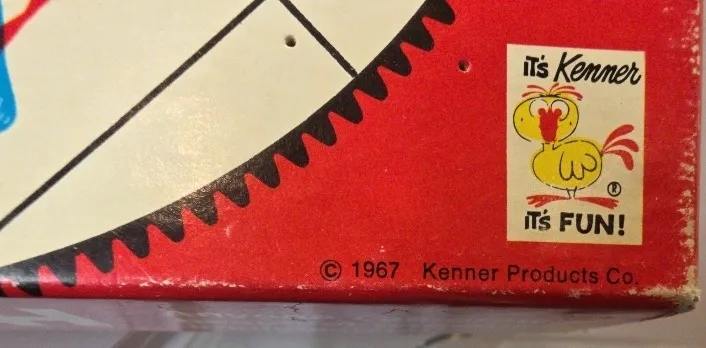 iT's Kenner
®
iT's FUN!
© 1967 Kenner Products Co.